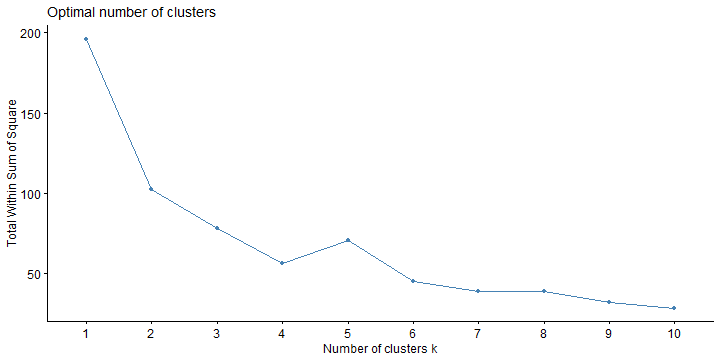 Optimal number of clusters
200
150
100
50
Total Within Sum of Square
1 2 3 4 5 6 7 8 9 10
Number of clusters k